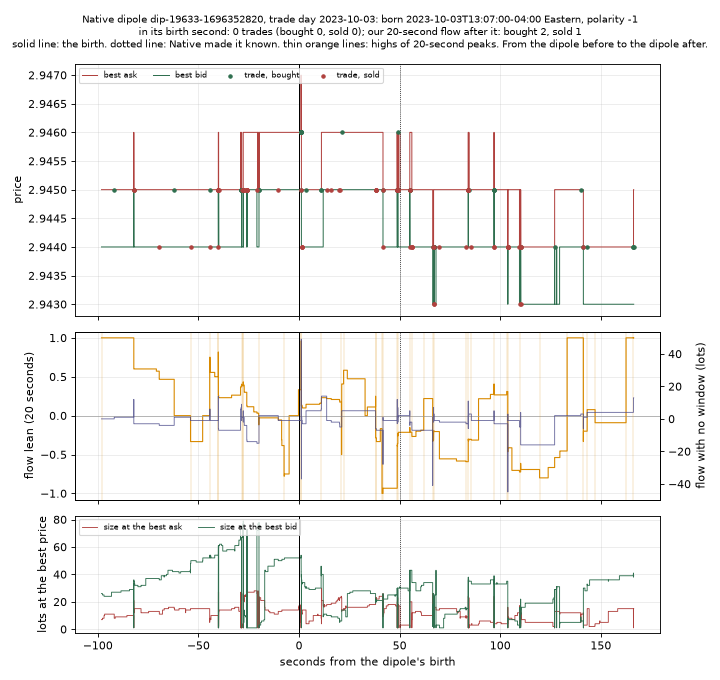 Native dipole dip-19633-1696352820, trade day 2023-10-03: born 2023-10-03T13:07:00-04:00 Eastern, polarity -1
in its birth second: 0 trades (bought 0, sold 0); our 20-second flow after it: bought 2, sold 1
solid line: the birth. dotted line: Native made it known. thin orange lines: highs of 20-second peaks. From the dipole before to the dipole after.
best ask best bid trade, bought trade, sold
2.9470
2.9465
2.9460
2.9455
2.9450
2.9445
2.9440
2.9435
2.9430
price
1.0
0.5
0.0
−0.5
−1.0
flow lean (20 seconds)
40
20
0
−20
−40
flow with no window (lots)
size at the best ask size at the best bid
80
60
40
20
0
lots at the best price
−100 −50 0 50 100 150
seconds from the dipole's birth